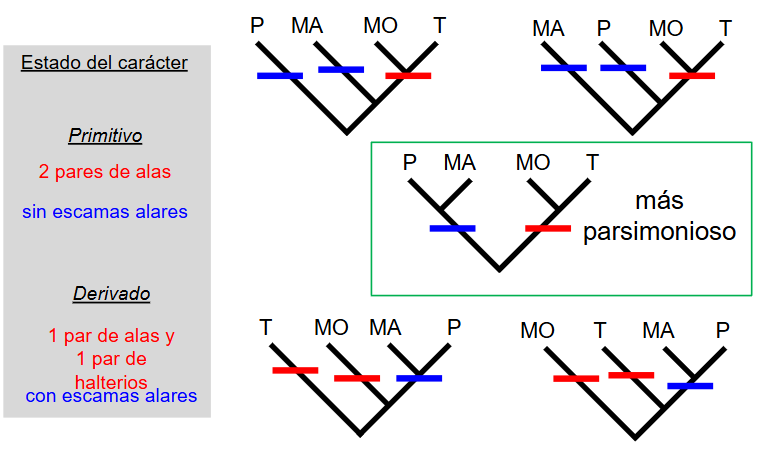 P MA MO T
MA P MO T
Estado del carácter
Primitivo
2 pares de alas
sin escamas alares
P MA MO T
más
parsimonioso
Derivado
1 par de alas y
1 par de
halterios
con escamas alares
T MO MA P
MO T MA P